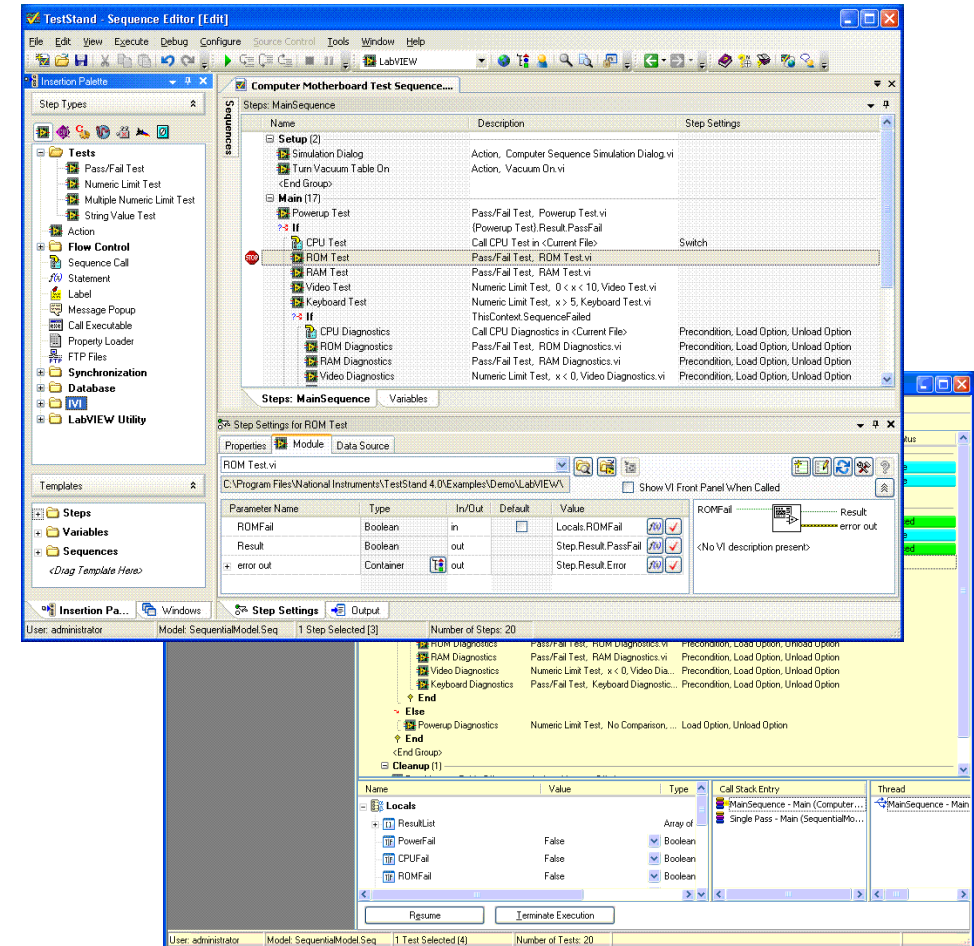 TestStand - Sequence Editor [Edit]
File Edit View Execute Debug Configure Source Control Tools Window Help
LabVIEW
Insertion Palette
Step Types
Tests
Pass/Fail Test
Numeric Limit Test
Multiple Numeric Limit Test
String Value Test
Action
Flow Control
Sequence Call
Statement
Label
Message Popup
Call Executable
Property Loader
FTP Files
Synchronization
Database
IVI
LabVIEW Utility
Templates
Steps
Variables
Sequences
<Drag Template Here>
Insertion Pa... Windows
Computer Motherboard Test Sequence....
Sequences
Steps: MainSequence
Name Description Step Settings
Setup (2)
Simulation Dialog Action, Computer Sequence Simulation Dialog.vi
Turn Vacuum Table On Action, Vacuum On.vi
<End Group>
Main (17)
Powerup Test Pass/Fail Test, Powerup Test.vi
If {Powerup Test}.Result.PassFail
CPU Test Call CPU Test in <Current File> Switch
STOP ROM Test Pass/Fail Test, ROM Test.vi
RAM Test Pass/Fail Test, RAM Test.vi
Video Test Numeric Limit Test, 0 < x < 10, Video Test.vi
Keyboard Test Numeric Limit Test, x > 5, Keyboard Test.vi
If ThisContext.SequenceFailed
CPU Diagnostics Call CPU Diagnostics in <Current File> Precondition, Load Option, Unload Option
ROM Diagnostics Pass/Fail Test, ROM Diagnostics.vi Precondition, Load Option, Unload Option
RAM Diagnostics Pass/Fail Test, RAM Diagnostics.vi Precondition, Load Option, Unload Option
Video Diagnostics Numeric Limit Test, x < 0, Video Diagnostics.vi Precondition, Load Option, Unload Option
Steps: MainSequence Variables
Step Settings for ROM Test
Properties Module Data Source
ROM Test.vi
C:\Program Files\National Instruments\TestStand 4.0\Examples\Demo\LabVIEW\ Show VI Front Panel When Called
Parameter Name Type In/Out Default Value
ROMFail Boolean in Locals.ROMFail f(x)
Result Boolean out Step.Result.PassFail f(x)
error out Container out Step.Result.Error f(x)
ROMFail Result
error out
<No VI description present>
Step Settings Output
User: administrator Model: SequentialModel.Seq 1 Step Selected [3] Number of Steps: 20
ROM Diagnostics Pass/Fail Test, ROM Diagnostics.vi Precondition, Load Option, Unload Option
RAM Diagnostics Pass/Fail Test, RAM Diagnostics.vi Precondition, Load Option, Unload Option
Video Diagnostics Numeric Limit Test, x < 0, Video Dia... Precondition, Load Option, Unload Option
Keyboard Diagnostics Pass/Fail Test, Keyboard Diagnostic... Precondition, Load Option, Unload Option
End
Else
Powerup Diagnostics Numeric Limit Test, No Comparison, ... Load Option, Unload Option
End
<End Group>
Cleanup (1)
Name Value Type
Locals
ResultList Array of
PowerFail False Boolean
CPUFail False Boolean
ROMFail False Boolean
Call Stack Entry
MainSequence - Main (Computer...
Single Pass - Main (SequentialMo...
Thread
MainSequence - Main
Resume Terminate Execution
User: administrator Model: SequentialModel.Seq 1 Test Selected (4) Number of Tests: 20